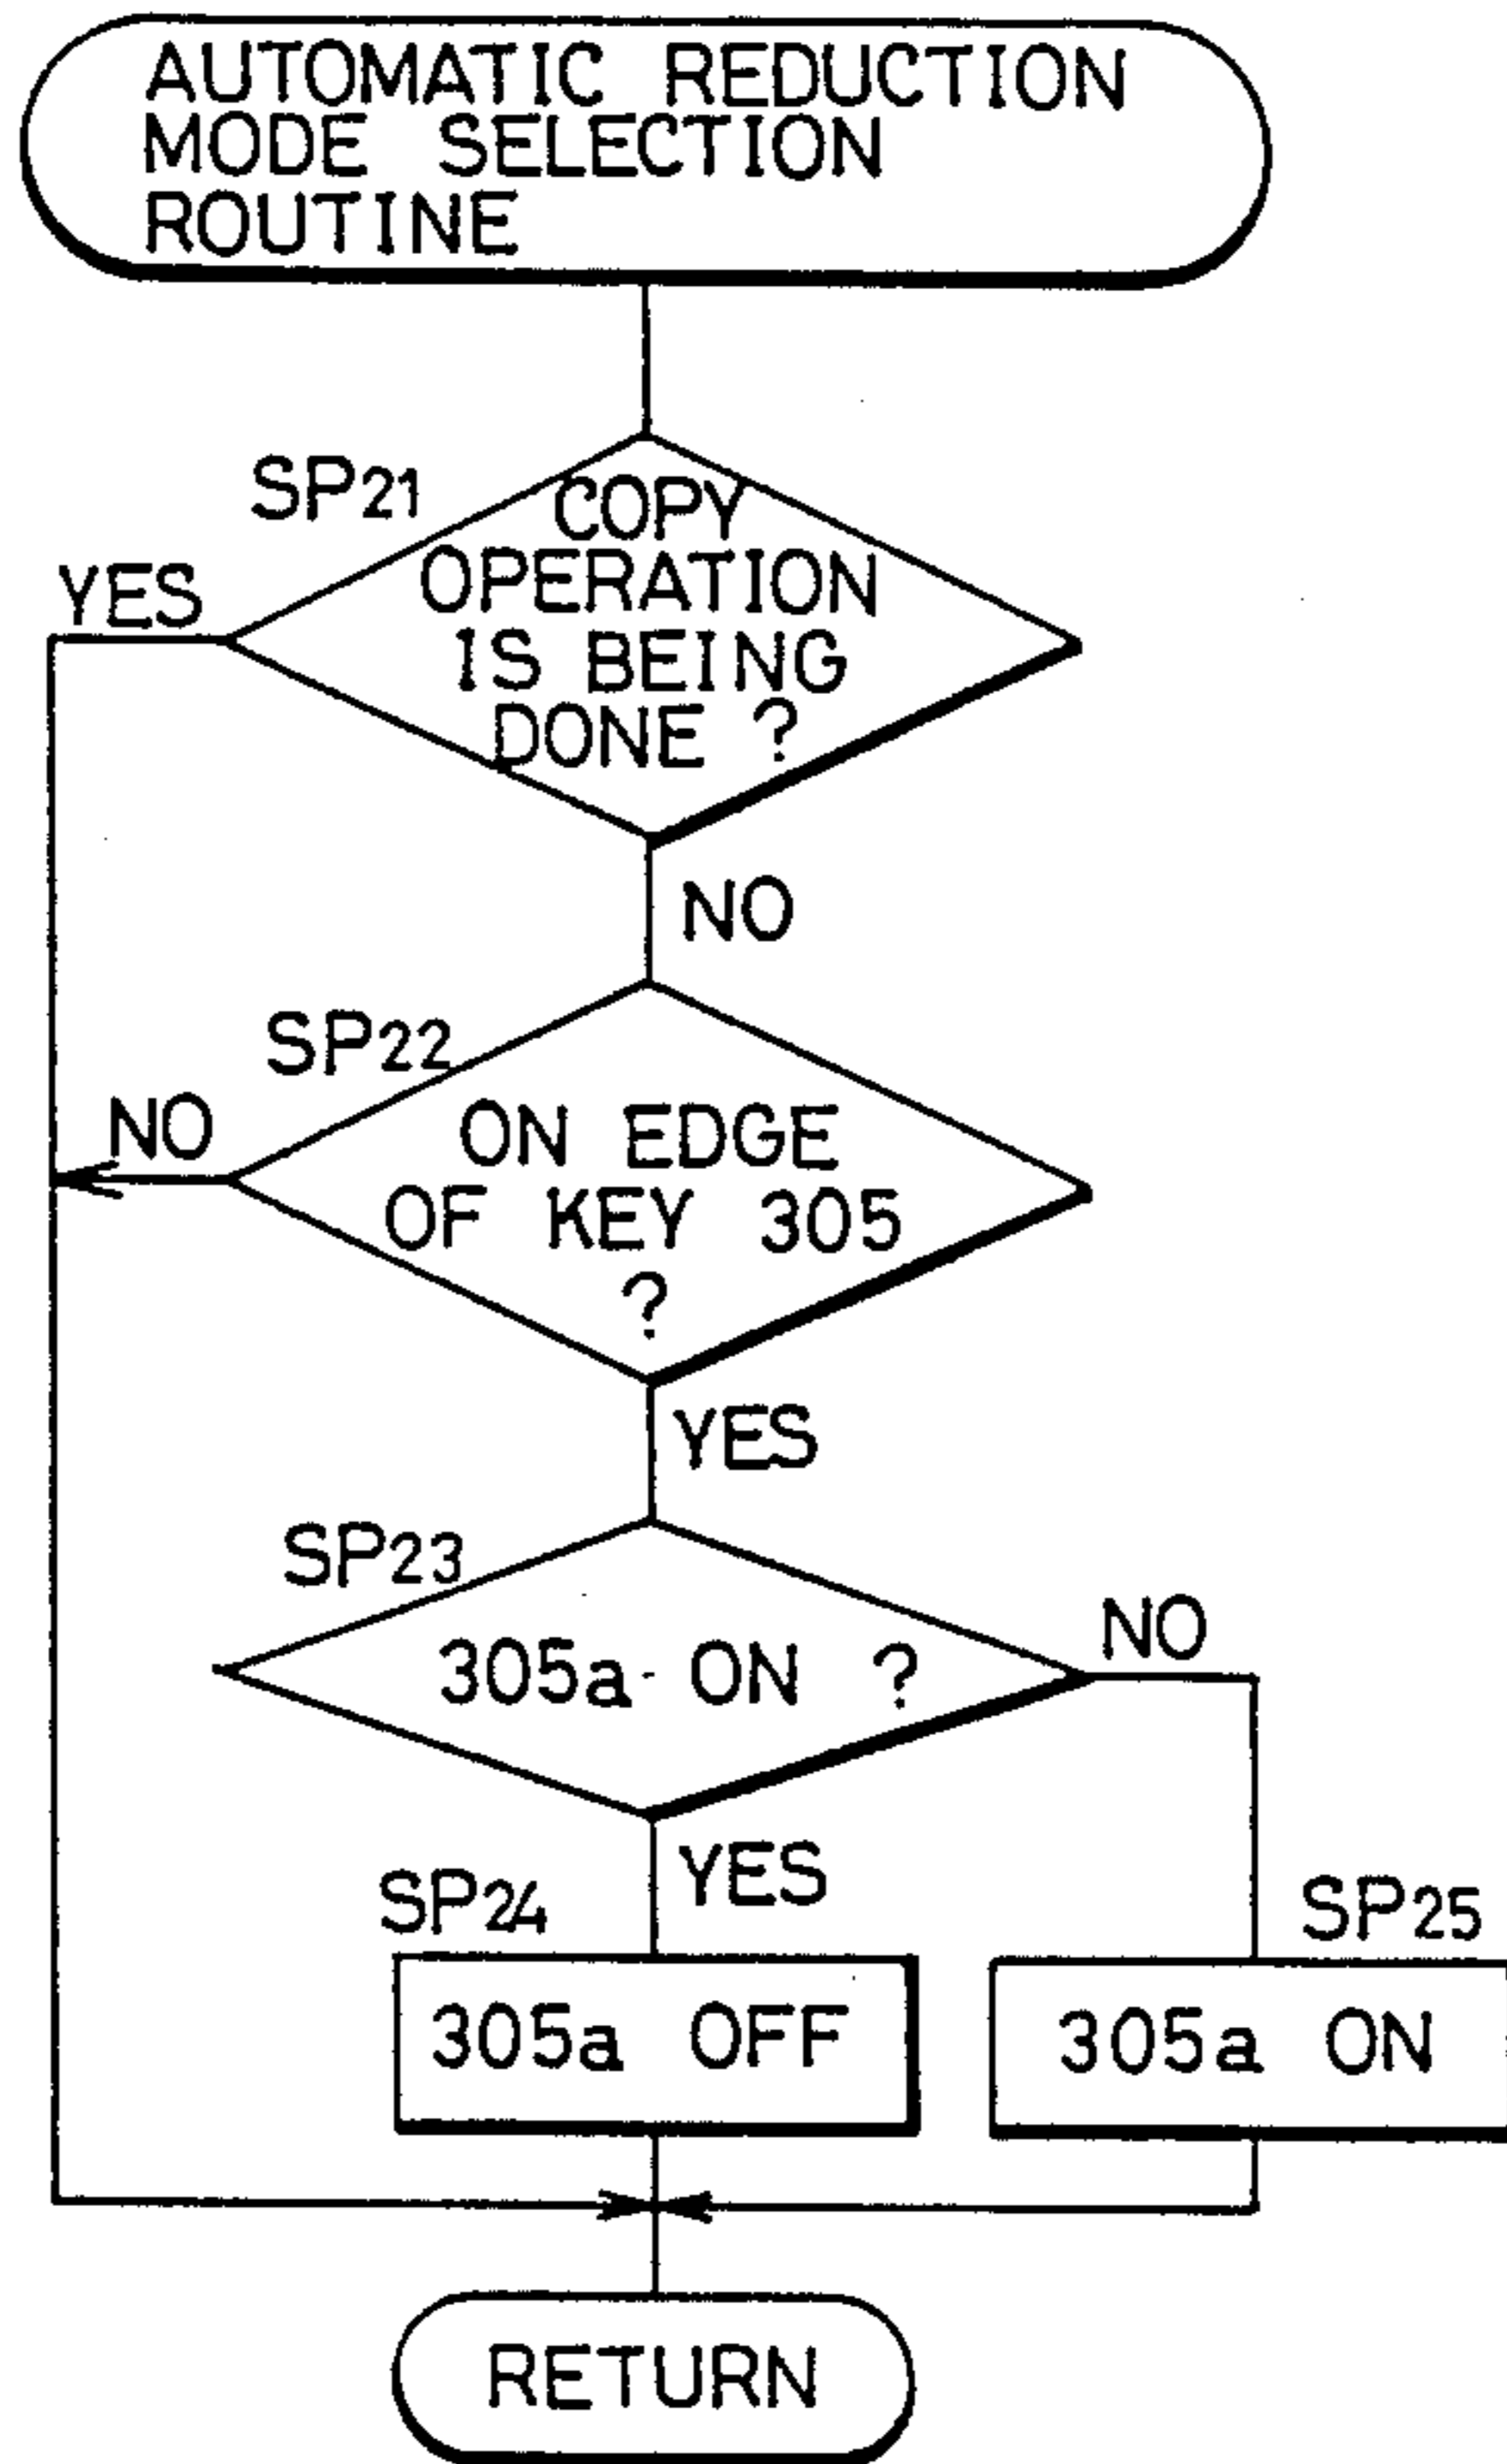 AUTOMATIC REDUCTION
MODE SELECTION
ROUTINE
SP21
COPY
OPERATION
IS BEING
DONE ?
YES
NO
SP22
ON EDGE
OF KEY 305
?
NO
YES
SP23
305a ON ?
NO
YES
SP24
305a OFF
SP25
305a ON
RETURN